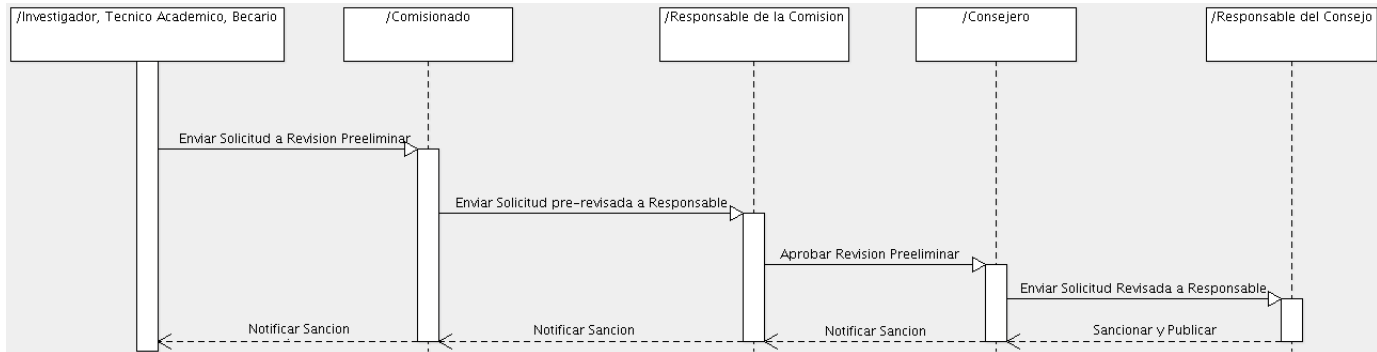 /Investigador, Tecnico Academico, Becario
/Comisionado
/Responsable de la Comision
/Consejero
/Responsable del Consejo
Enviar Solicitud a Revision Preeliminar
Enviar Solicitud pre-revisada a Responsable
Aprobar Revision Preeliminar
Enviar Solicitud Revisada a Responsable
Notificar Sancion
Notificar Sancion
Notificar Sancion
Sancionar y Publicar